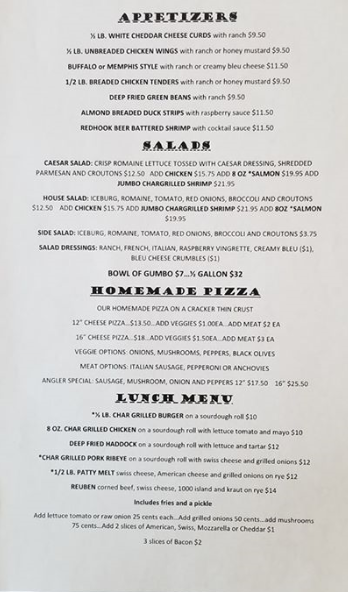 APPETIZERS
½ LB. WHITE CHEDDAR CHEESE CURDS with ranch $9.50
½ LB. UNBREADED CHICKEN WINGS with ranch or honey mustard $9.50
BUFFALO or MEMPHIS STYLE with ranch or creamy bleu cheese $11.50
1/2 LB. BREADED CHICKEN TENDERS with ranch or honey mustard $9.50
DEEP FRIED GREEN BEANS with ranch $9.50
ALMOND BREADED DUCK STRIPS with raspberry sauce $11.50
REDHOOK BEER BATTERED SHRIMP with cocktail sauce $11.50
SALADS
CAESAR SALAD: CRISP ROMAINE LETTUCE TOSSED WITH CAESAR DRESSING, SHREDDED
PARMESAN AND CROUTONS $12.50 ADD CHICKEN $15.75 ADD 8 OZ *SALMON $19.95 ADD
JUMBO CHARGRILLED SHRIMP $21.95
HOUSE SALAD: ICEBURG, ROMAINE, TOMATO, RED ONIONS, BROCCOLI AND CROUTONS
$12.50 ADD CHICKEN $15.75 ADD JUMBO CHARGRILLED SHRIMP $21.95 ADD 8OZ *SALMON
$19.95
SIDE SALAD: ICEBURG, ROMAINE, TOMATO, RED ONIONS, BROCCOLI AND CROUTONS $3.75
SALAD DRESSINGS: RANCH, FRENCH, ITALIAN, RASPBERRY VINGRETTE, CREAMY BLEU ($1),
BLEU CHEESE CRUMBLES ($1)
BOWL OF GUMBO $7...½ GALLON $32
HOMEMADE PIZZA
OUR HOMEMADE PIZZA ON A CRACKER THIN CRUST
12" CHEESE PIZZA...$13.50...ADD VEGGIES $1.00EA...ADD MEAT $2 EA
16" CHEESE PIZZA...$18...ADD VEGGIES $1.50EA...ADD MEAT $3 EA
VEGGIE OPTIONS: ONIONS, MUSHROOMS, PEPPERS, BLACK OLIVES
MEAT OPTIONS: ITALIAN SAUSAGE, PEPPERONI OR ANCHOVIES
ANGLER SPECIAL: SAUSAGE, MUSHROOM, ONION AND PEPPERS 12" $17.50 16" $25.50
LUNCH MENU
*½ LB. CHAR GRILLED BURGER on a sourdough roll $10
8 OZ. CHAR GRILLED CHICKEN on a sourdough roll with lettuce tomato and mayo $10
DEEP FRIED HADDOCK on a sourdough roll with lettuce and tartar $12
*CHAR GRILLED PORK RIBEYE on a sourdough roll with swiss cheese and grilled onions $12
*1/2 LB. PATTY MELT swiss cheese, American cheese and grilled onions on rye $12
REUBEN corned beef, swiss cheese, 1000 island and kraut on rye $14
Includes fries and a pickle
Add lettuce tomato or raw onion 25 cents each...Add grilled onions 50 cents...add mushrooms
75 cents...Add 2 slices of American, Swiss, Mozzarella or Cheddar $1
3 slices of Bacon $2